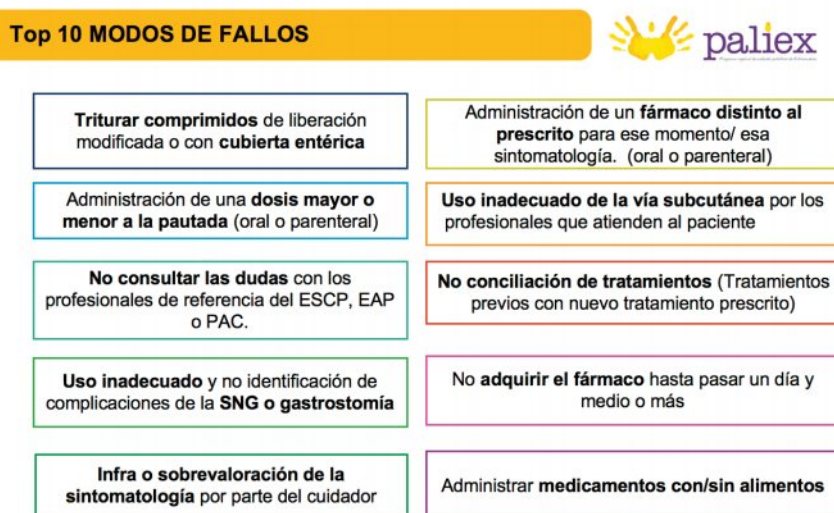 Top 10 MODOS DE FALLOS
paliex
Triturar comprimidos de liberación
modificada o con cubierta entérica
Administración de un fármaco distinto al
prescrito para ese momento/ esa
sintomatología. (oral o parenteral)
Administración de una dosis mayor o
menor a la pautada (oral o parenteral)
Uso inadecuado de la vía subcutánea por los
profesionales que atienden al paciente
No consultar las dudas con los
profesionales de referencia del ESCP, EAP
o PAC.
No conciliación de tratamientos (Tratamientos
previos con nuevo tratamiento prescrito)
Uso inadecuado y no identificación de
complicaciones de la SNG o gastrostomía
No adquirir el fármaco hasta pasar un día y
medio o más
Infra o sobrevaloración de la
sintomatología por parte del cuidador
Administrar medicamentos con/sin alimentos